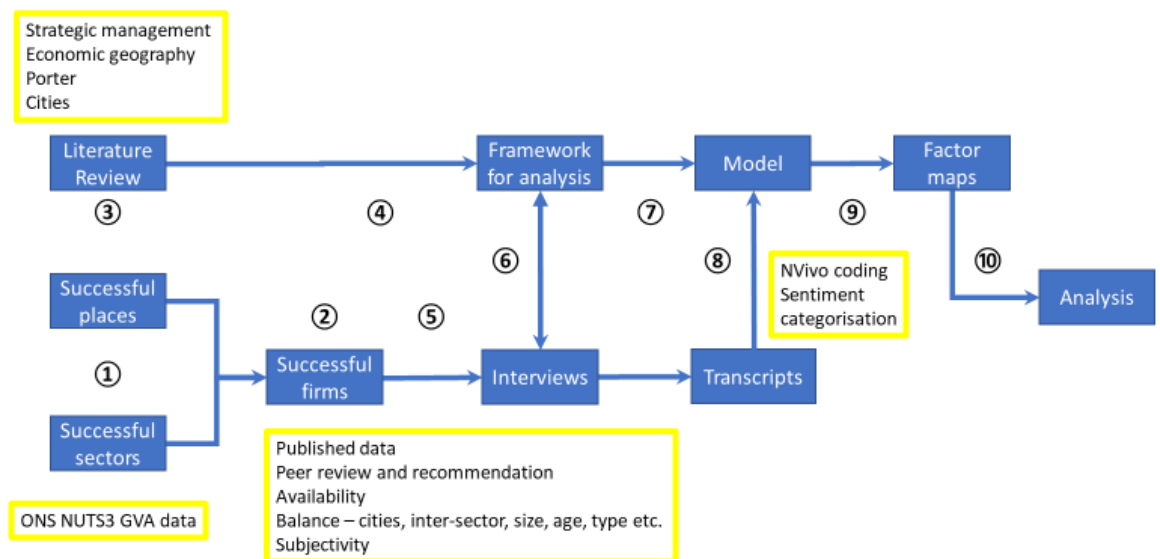 Strategic management
Economic geography
Porter
Cities
Literature
Review
Framework
for analysis
Model
Factor
maps
③
④
⑦
⑨
⑥
⑧
⑩
Successful
places
NVivo coding
Sentiment
categorisation
Analysis
②
⑤
①
Successful
firms
Interviews
Transcripts
Successful
sectors
Published data
Peer review and recommendation
Availability
Balance – cities, inter-sector, size, age, type etc.
Subjectivity
ONS NUTS3 GVA data